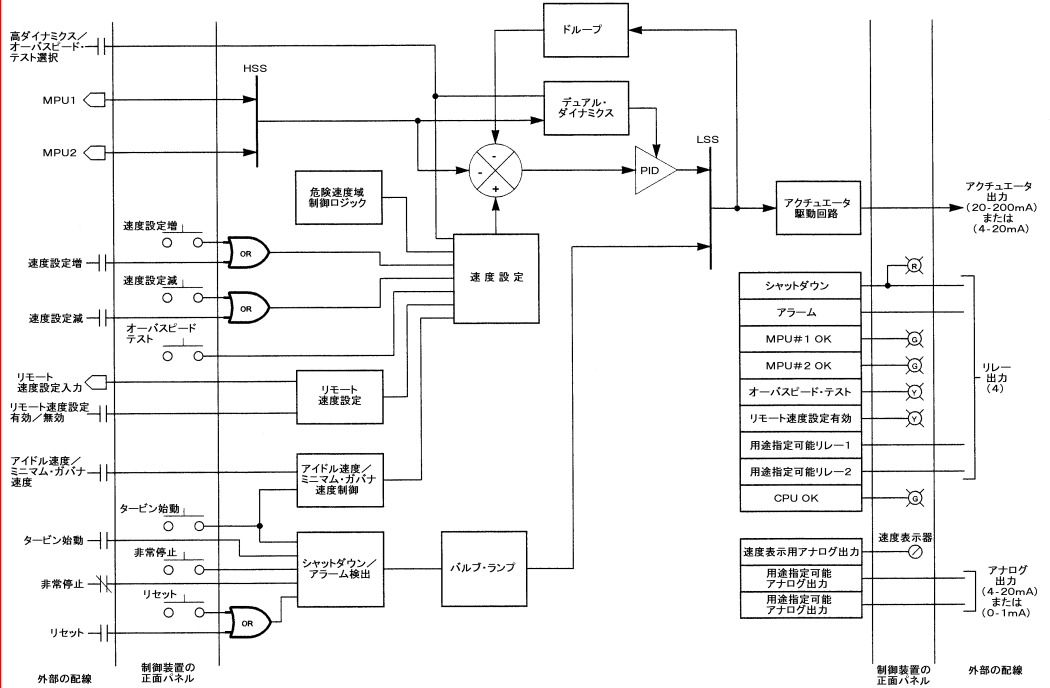 高ダイナミクス／
オーバスピード・
テスト選択
HSS
MPU1
MPU2
ドループ
デュアル・
ダイナミクス
-
-
+
PID
LSS
危険速度域
制御ロジック
アクチュエータ
駆動回路
アクチュエータ
出力
(20-200mA)
または
(4-20mA)
速度設定増
OR
速度設定増
速度設定減
OR
速度設定減
オーバスピード
テスト
速度設定
リモート
速度設定入力
リモート速度設定
有効／無効
リモート
速度設定
アイドル速度／
ミニマム・ガバナ
速度
アイドル速度／
ミニマム・ガバナ
速度制御
タービン始動
タービン始動
非常停止
非常停止
リセット
リセット
OR
シャットダウン／
アラーム検出
バルブ・ランプ
シャットダウン
R
アラーム
MPU#1 OK
G
MPU#2 OK
G
オーバスピード・テスト
Y
リモート速度設定有効
Y
用途指定可能リレー1
用途指定可能リレー2
CPU OK
G
リレー
出力
(4)
速度表示器
速度表示用アナログ出力
用途指定可能
アナログ出力
用途指定可能
アナログ出力
アナログ
出力
(4-20mA)
または
(0-1mA)
外部の配線
制御装置の
正面パネル
制御装置の
正面パネル
外部の配線